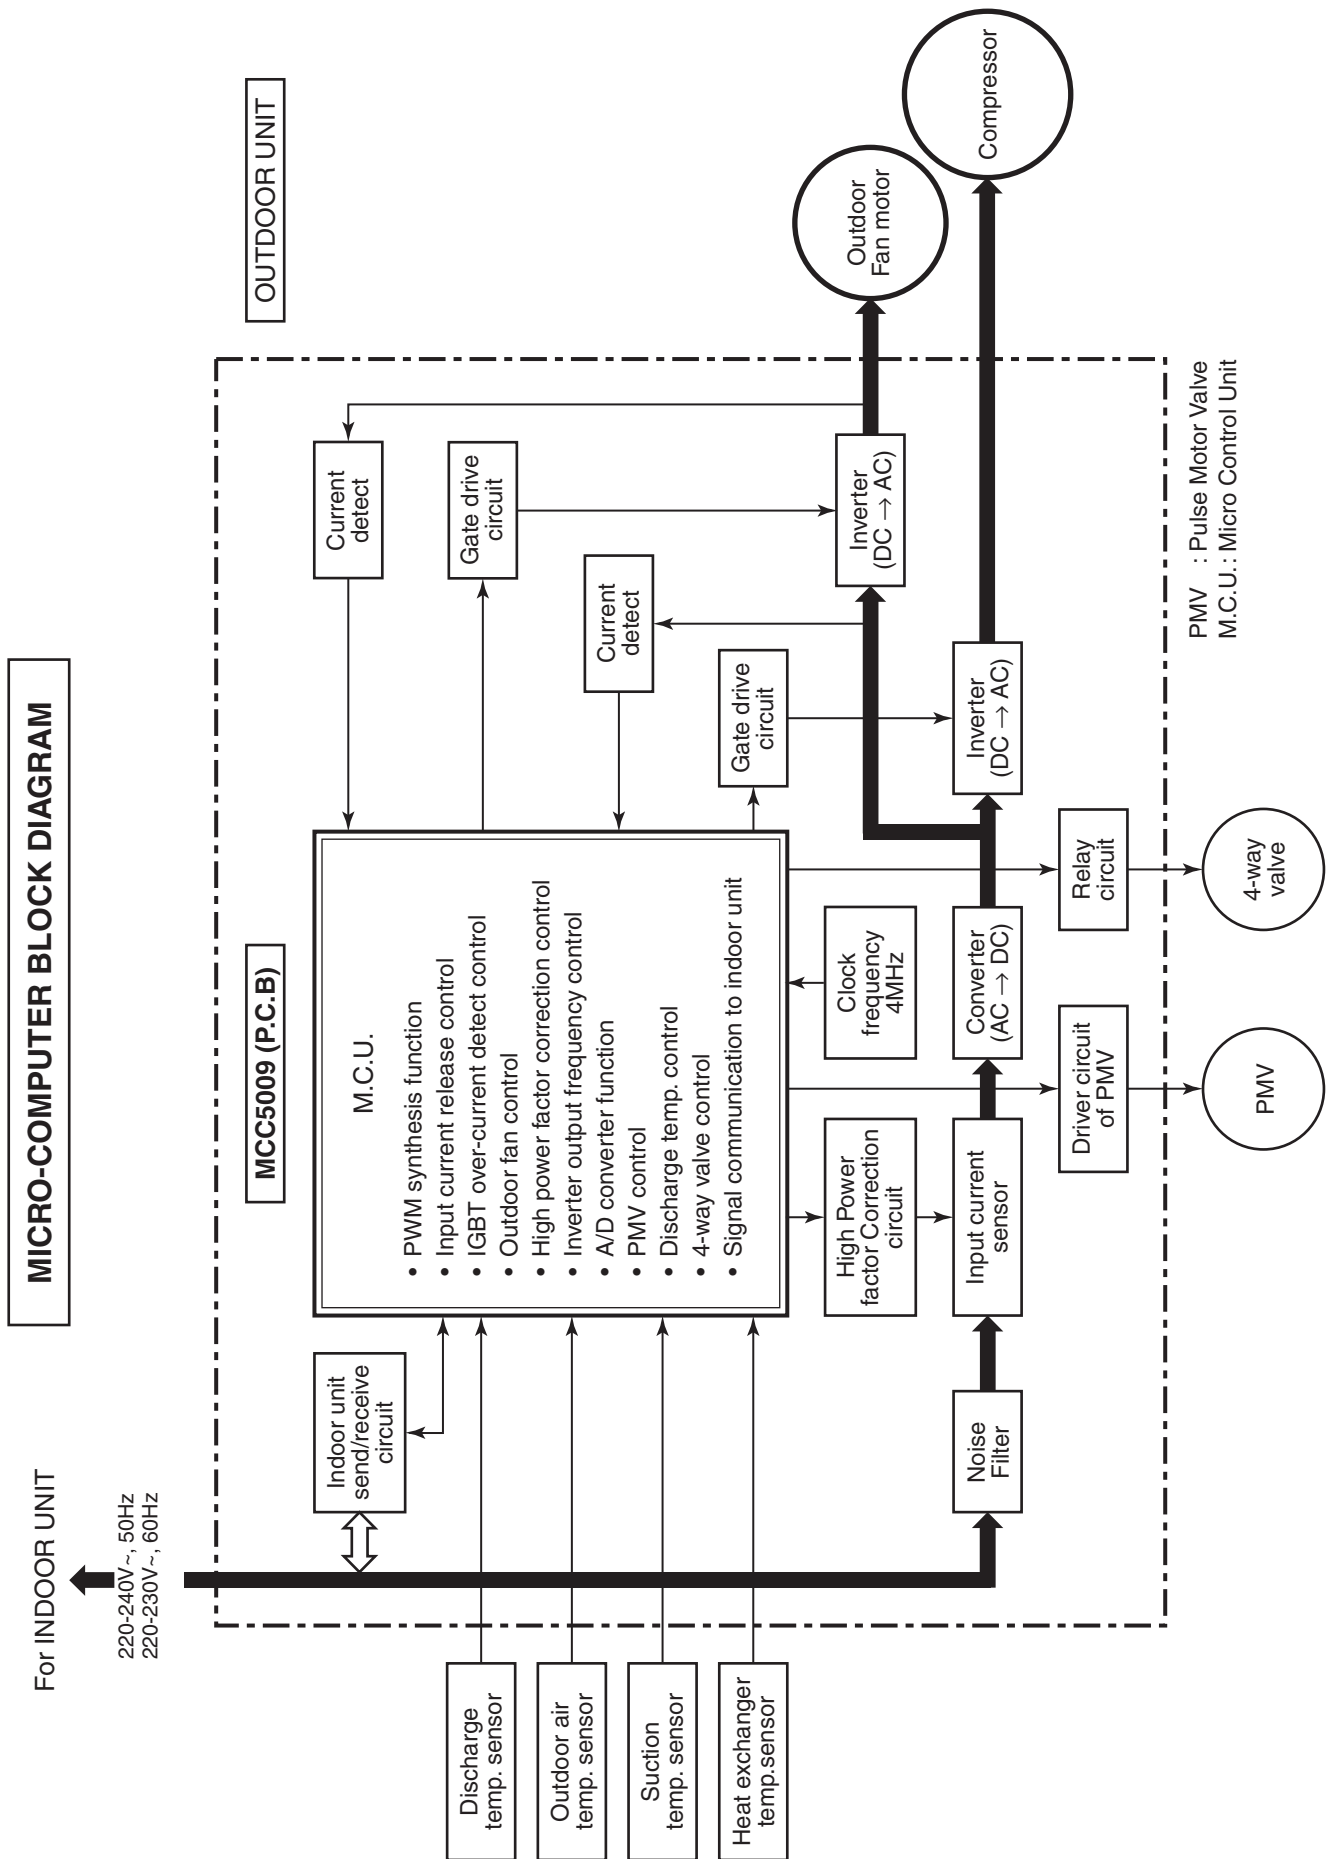 MICRO-COMPUTER BLOCK DIAGRAM
For INDOOR UNIT
220-240V~, 50Hz
220-230V~, 60Hz
MCC5009 (P.C.B)
OUTDOOR UNIT
Discharge
temp. sensor
Outdoor air
temp. sensor
Suction
temp. sensor
Heat exchanger
temp.sensor
Indoor unit
send/receive
circuit
M.C.U.
• PWM synthesis function
• Input current release control
• IGBT over-current detect control
• Outdoor fan control
• High power factor correction control
• Inverter output frequency control
• A/D converter function
• PMV control
• Discharge temp. control
• 4-way valve control
• Signal communication to indoor unit
Current
detect
Gate drive
circuit
Current
detect
Gate drive
circuit
High Power
factor Correction
circuit
Clock
frequency
4MHz
Inverter
(DC → AC)
Outdoor
Fan motor
Noise
Filter
Input current
sensor
Converter
(AC → DC)
Inverter
(DC → AC)
Compressor
Driver circuit
of PMV
Relay
circuit
PMV
4-way
valve
PMV : Pulse Motor Valve
M.C.U. : Micro Control Unit